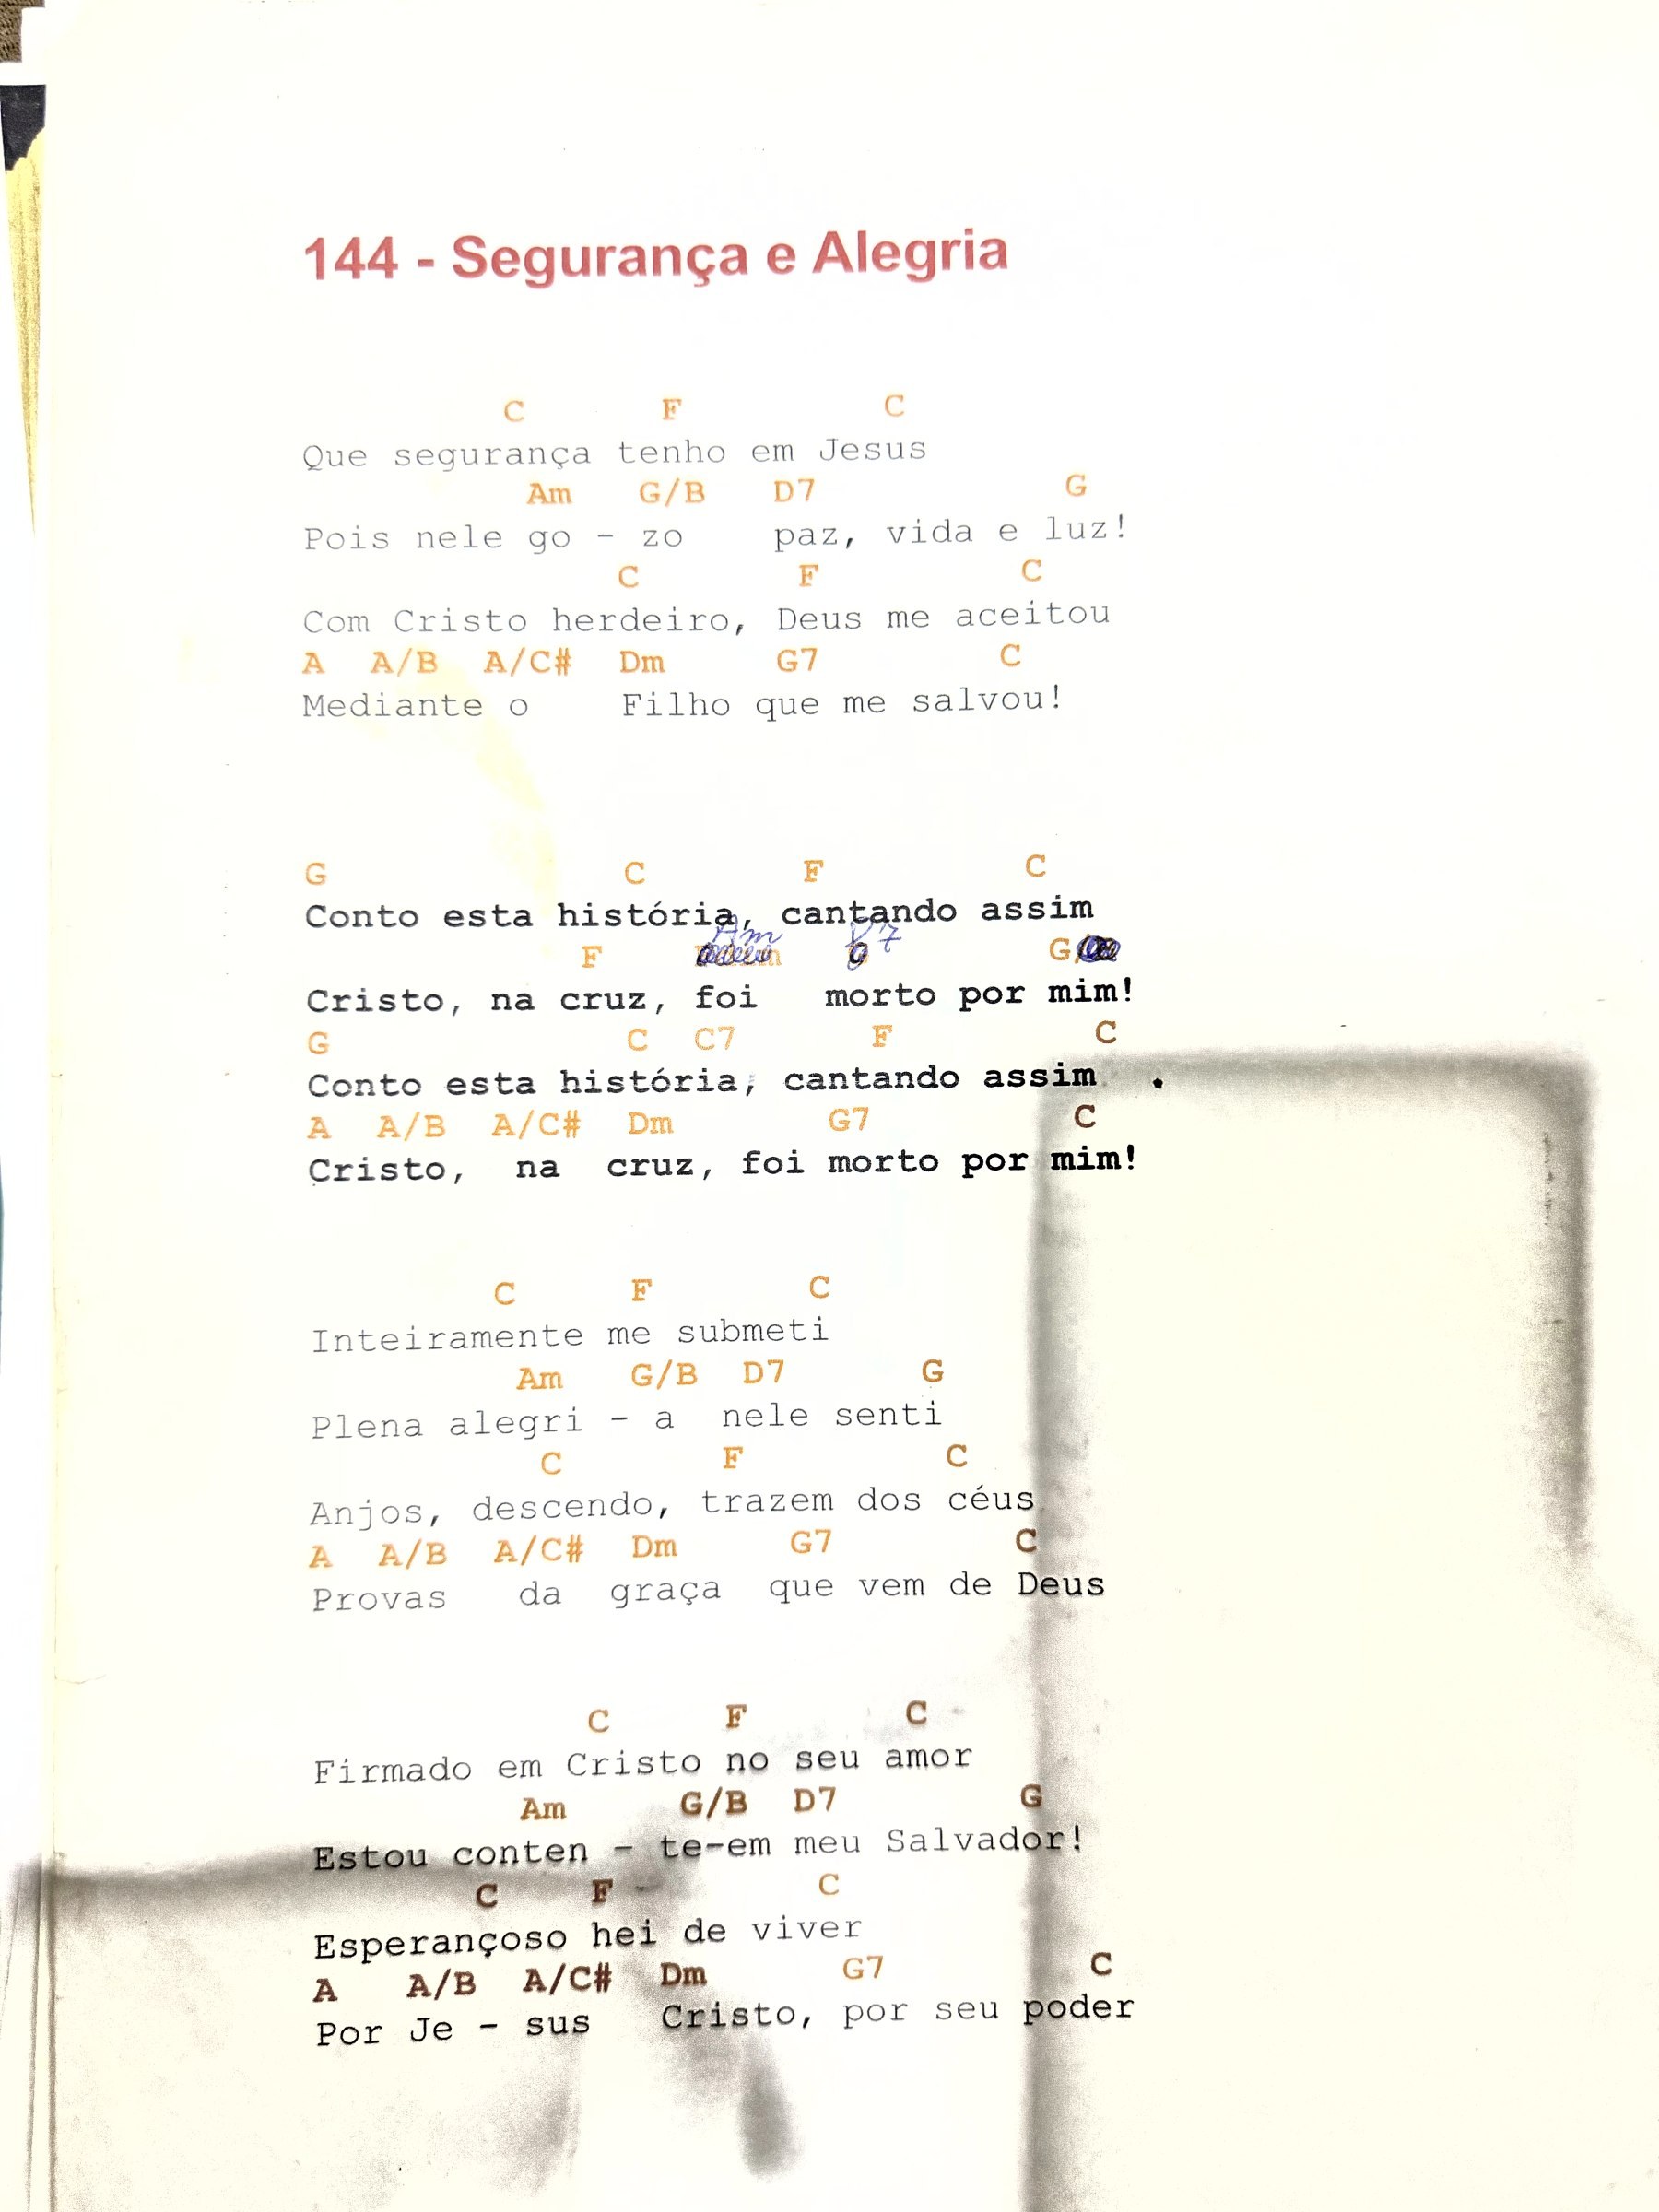 144 - Segurança e Alegria
C F C
Que segurança tenho em Jesus
Am G/B D7 G
Pois nele go - zo paz, vida e luz!
C F C
Com Cristo herdeiro, Deus me aceitou
A A/B A/C# Dm G7 C
Mediante o Filho que me salvou!
G C F C
Conto esta história, cantando assim
Am D7
F G/
Cristo, na cruz, foi morto por mim!
G C C7 F C
Conto esta história, cantando assim
A A/B A/C# Dm G7 C
Cristo, na cruz, foi morto por mim!
C F C
Inteiramente me submeti
Am G/B D7 G
Plena alegri - a nele senti
C F C
Anjos, descendo, trazem dos céus
A A/B A/C# Dm G7 C
Provas da graça que vem de Deus
C F C
Firmado em Cristo no seu amor
Am G/B D7 G
Estou conten - te-em meu Salvador!
C F C
Esperançoso hei de viver
A A/B A/C# Dm G7 C
Por Je - sus Cristo, por seu poder